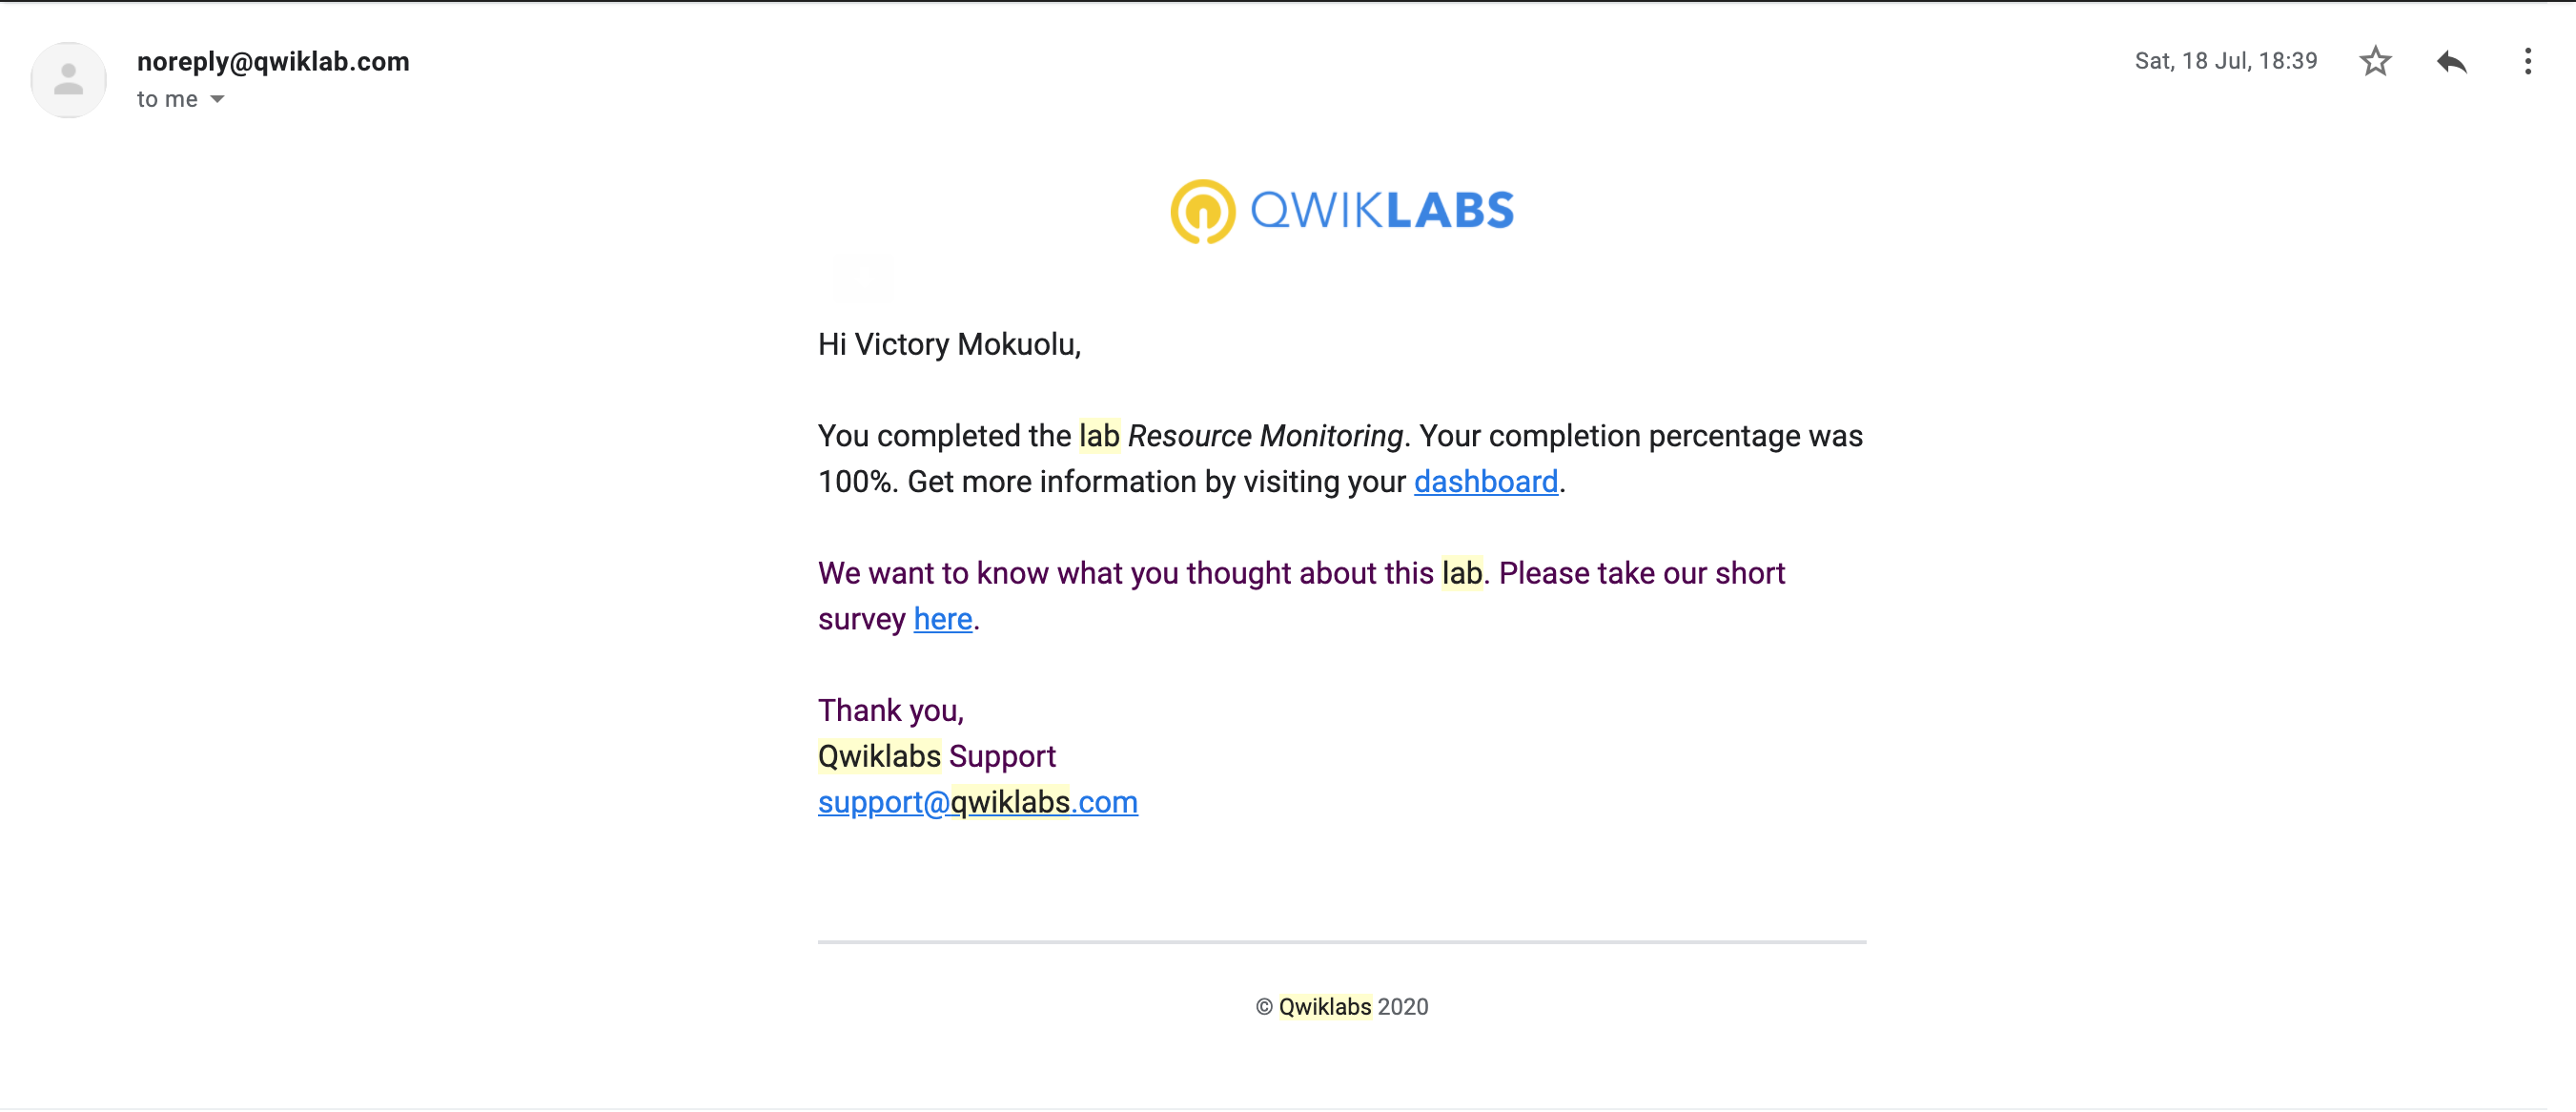 noreply@qwiklab.com
Sat, 18 Jul, 18:39
to me
QWIKLABS
Hi Victory Mokuolu,
You completed the lab Resource Monitoring. Your completion percentage was
100%. Get more information by visiting your dashboard.
We want to know what you thought about this lab. Please take our short
survey here.
Thank you,
Qwiklabs Support
support@qwiklabs.com
© Qwiklabs 2020